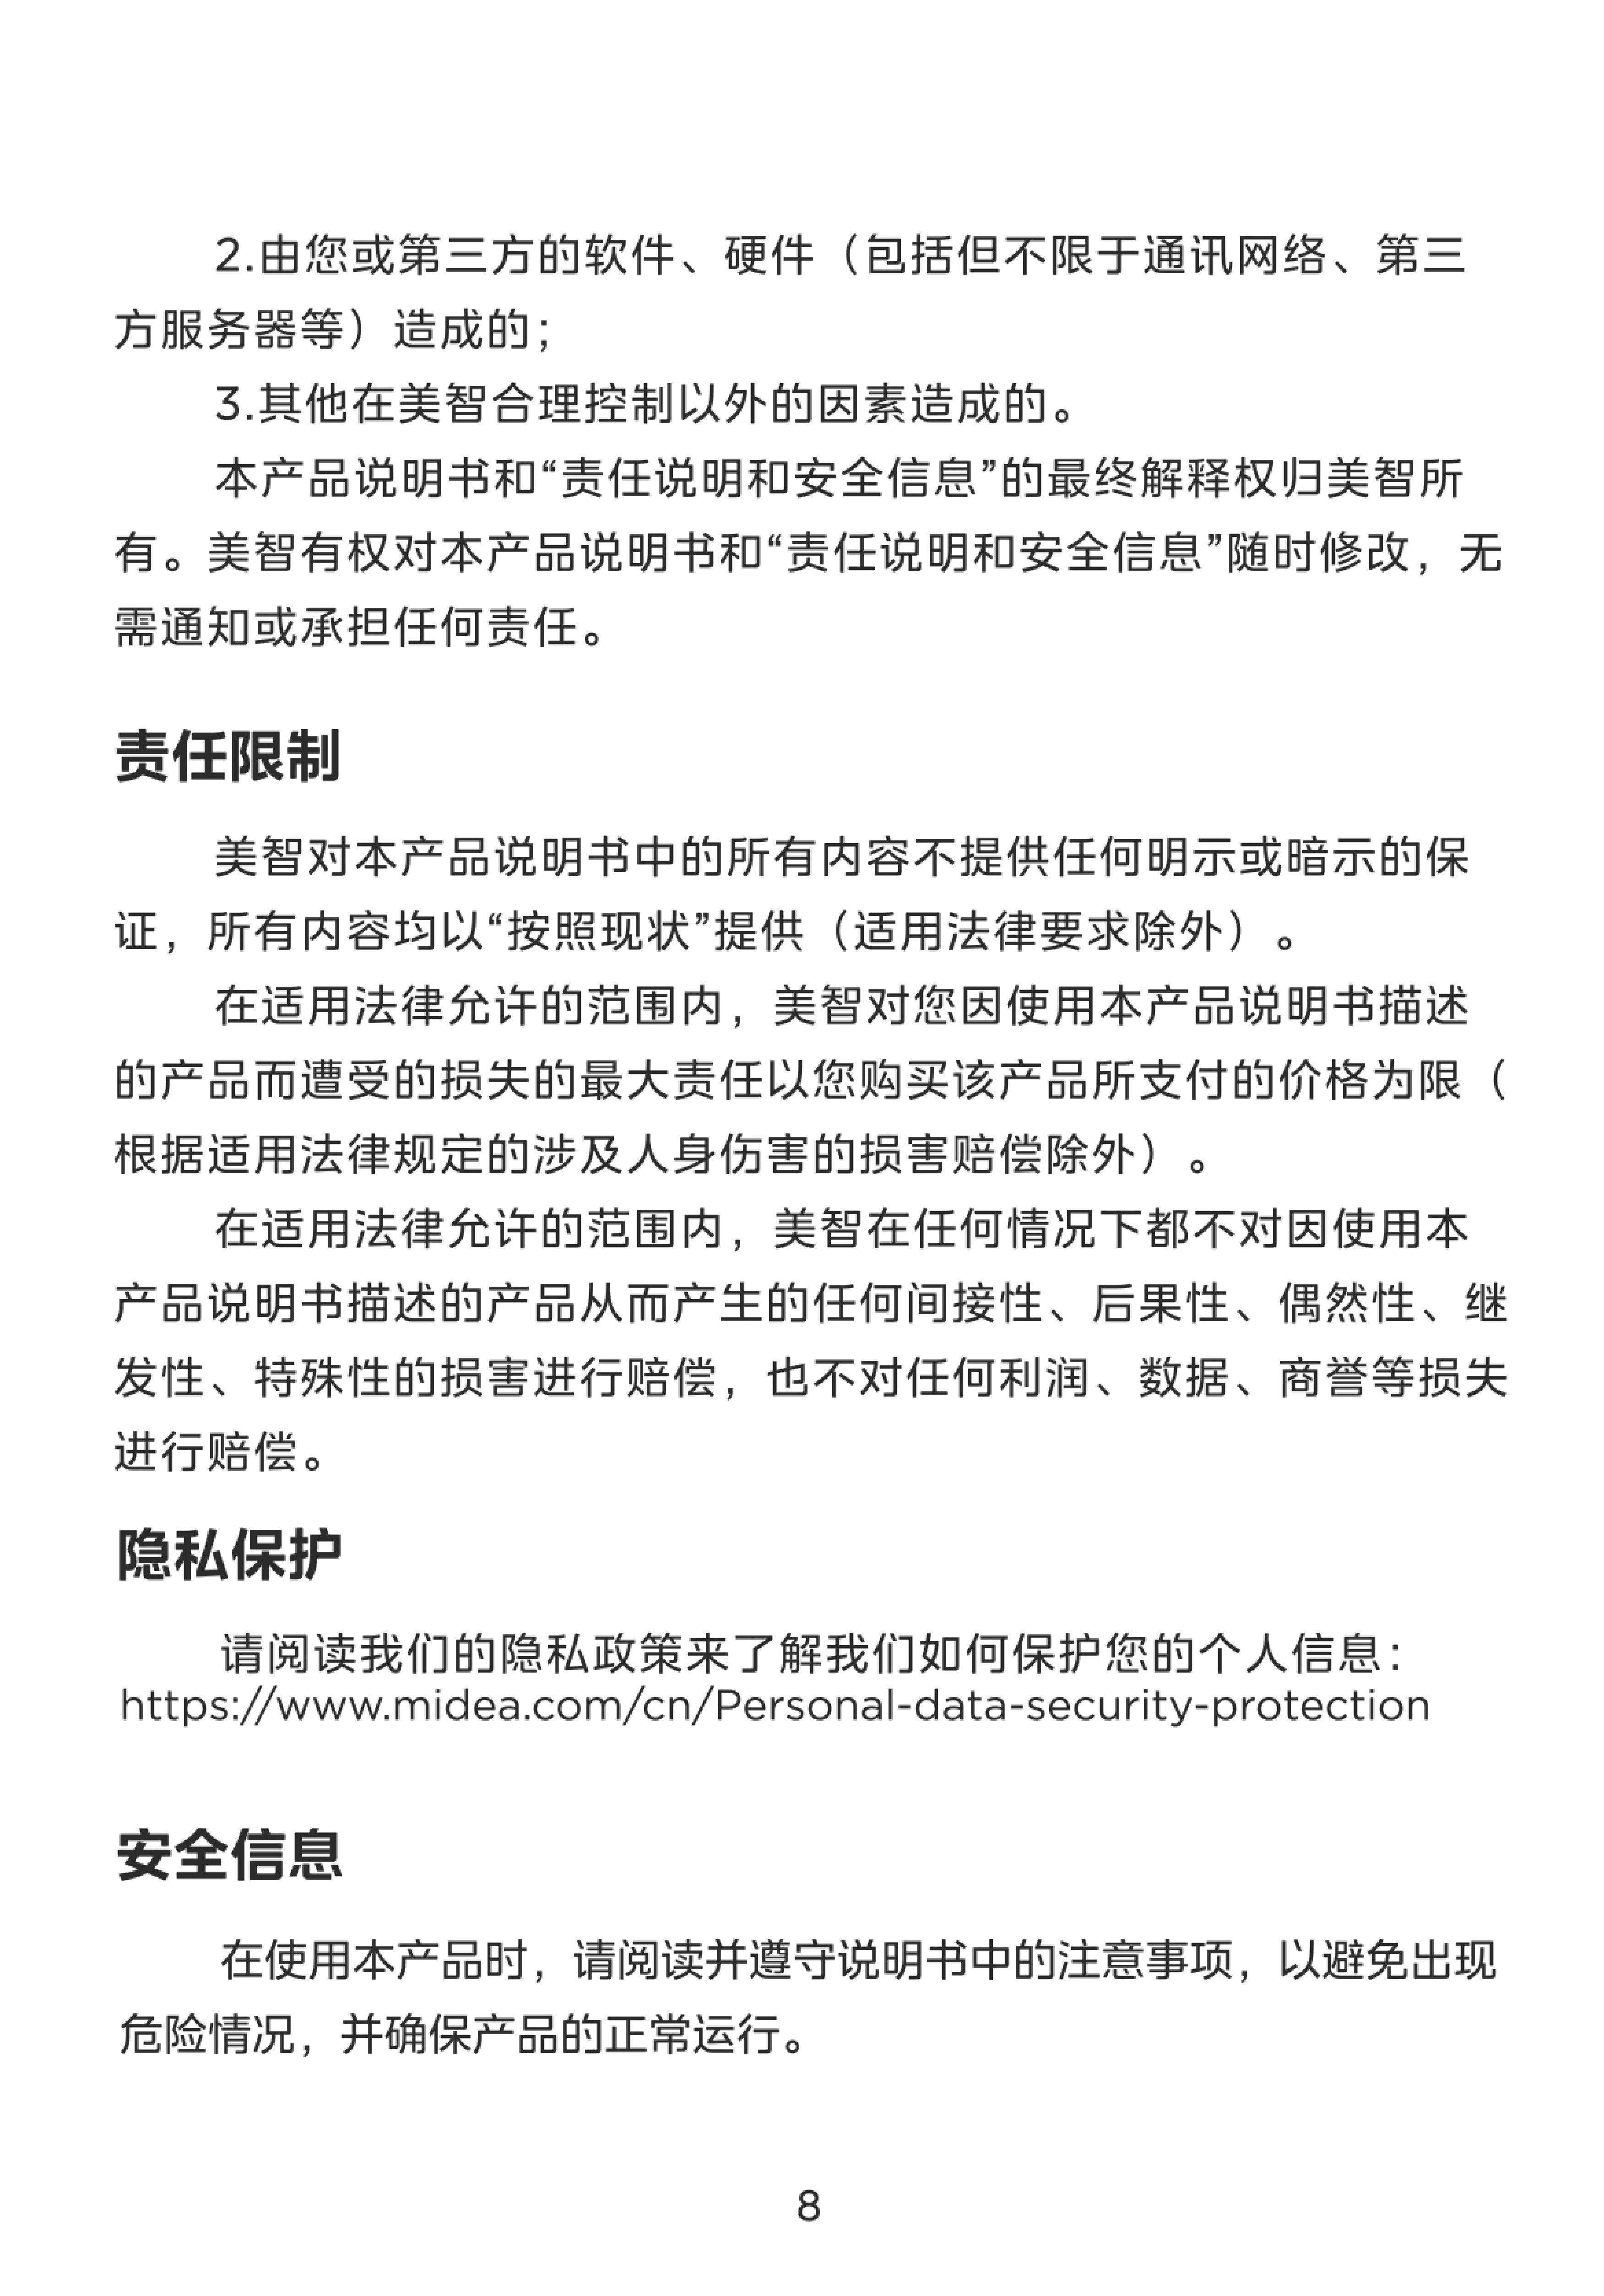 2.由您或第三方的软件、硬件（包括但不限于通讯网络、第三
方服务器等）造成的；
3.其他在美智合理控制以外的因素造成的。
本产品说明书和“责任说明和安全信息”的最终解释权归美智所
有。美智有权对本产品说明书和“责任说明和安全信息”随时修改，无
需通知或承担任何责任。
责任限制
美智对本产品说明书中的所有内容不提供任何明示或暗示的保
证，所有内容均以“按照现状”提供（适用法律要求除外）。
在适用法律允许的范围内，美智对您因使用本产品说明书描述
的产品而遭受的损失的最大责任以您购买该产品所支付的价格为限（
根据适用法律规定的涉及人身伤害的损害赔偿除外）。
在适用法律允许的范围内，美智在任何情况下都不对因使用本
产品说明书描述的产品从而产生的任何间接性、后果性、偶然性、继
发性、特殊性的损害进行赔偿，也不对任何利润、数据、商誉等损失
进行赔偿。
隐私保护
请阅读我们的隐私政策来了解我们如何保护您的个人信息：
https://www.midea.com/cn/Personal-data-security-protection
安全信息
在使用本产品时，请阅读并遵守说明书中的注意事项，以避免出现
危险情况，并确保产品的正常运行。
8